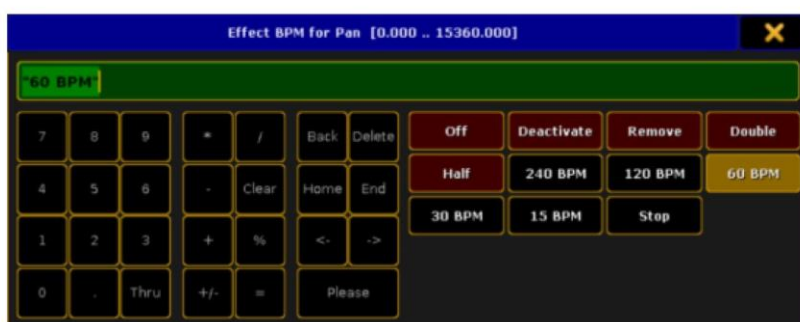 Effect BPM for Pan [0.000 .. 15360.000]
"60 BPM"
7 8 9 * / Back Delete Off Deactivate Remove Double
4 5 6 - Clear Home End Half 240 BPM 120 BPM 60 BPM
1 2 3 + % <- -> 30 BPM 15 BPM Stop
0 . Thru +/- = Please